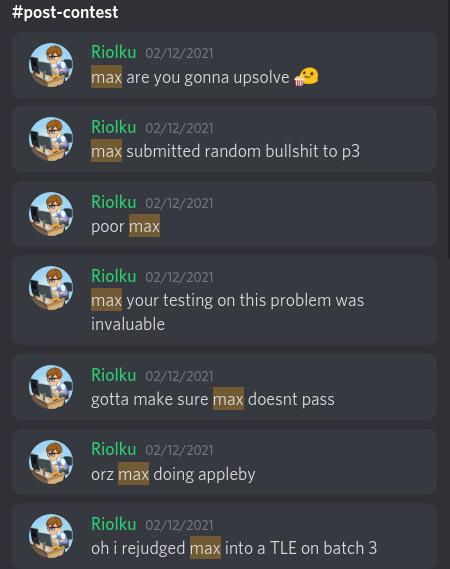 #post-contest
Riolku 02/12/2021
max are you gonna upsolve
Riolku 02/12/2021
max submitted random bullshit to p3
Riolku 02/12/2021
poor max
Riolku 02/12/2021
max your testing on this problem was
invaluable
Riolku 02/12/2021
gotta make sure max doesnt pass
Riolku 02/12/2021
orz max doing appleby
Riolku 02/12/2021
oh i rejudged max into a TLE on batch 3